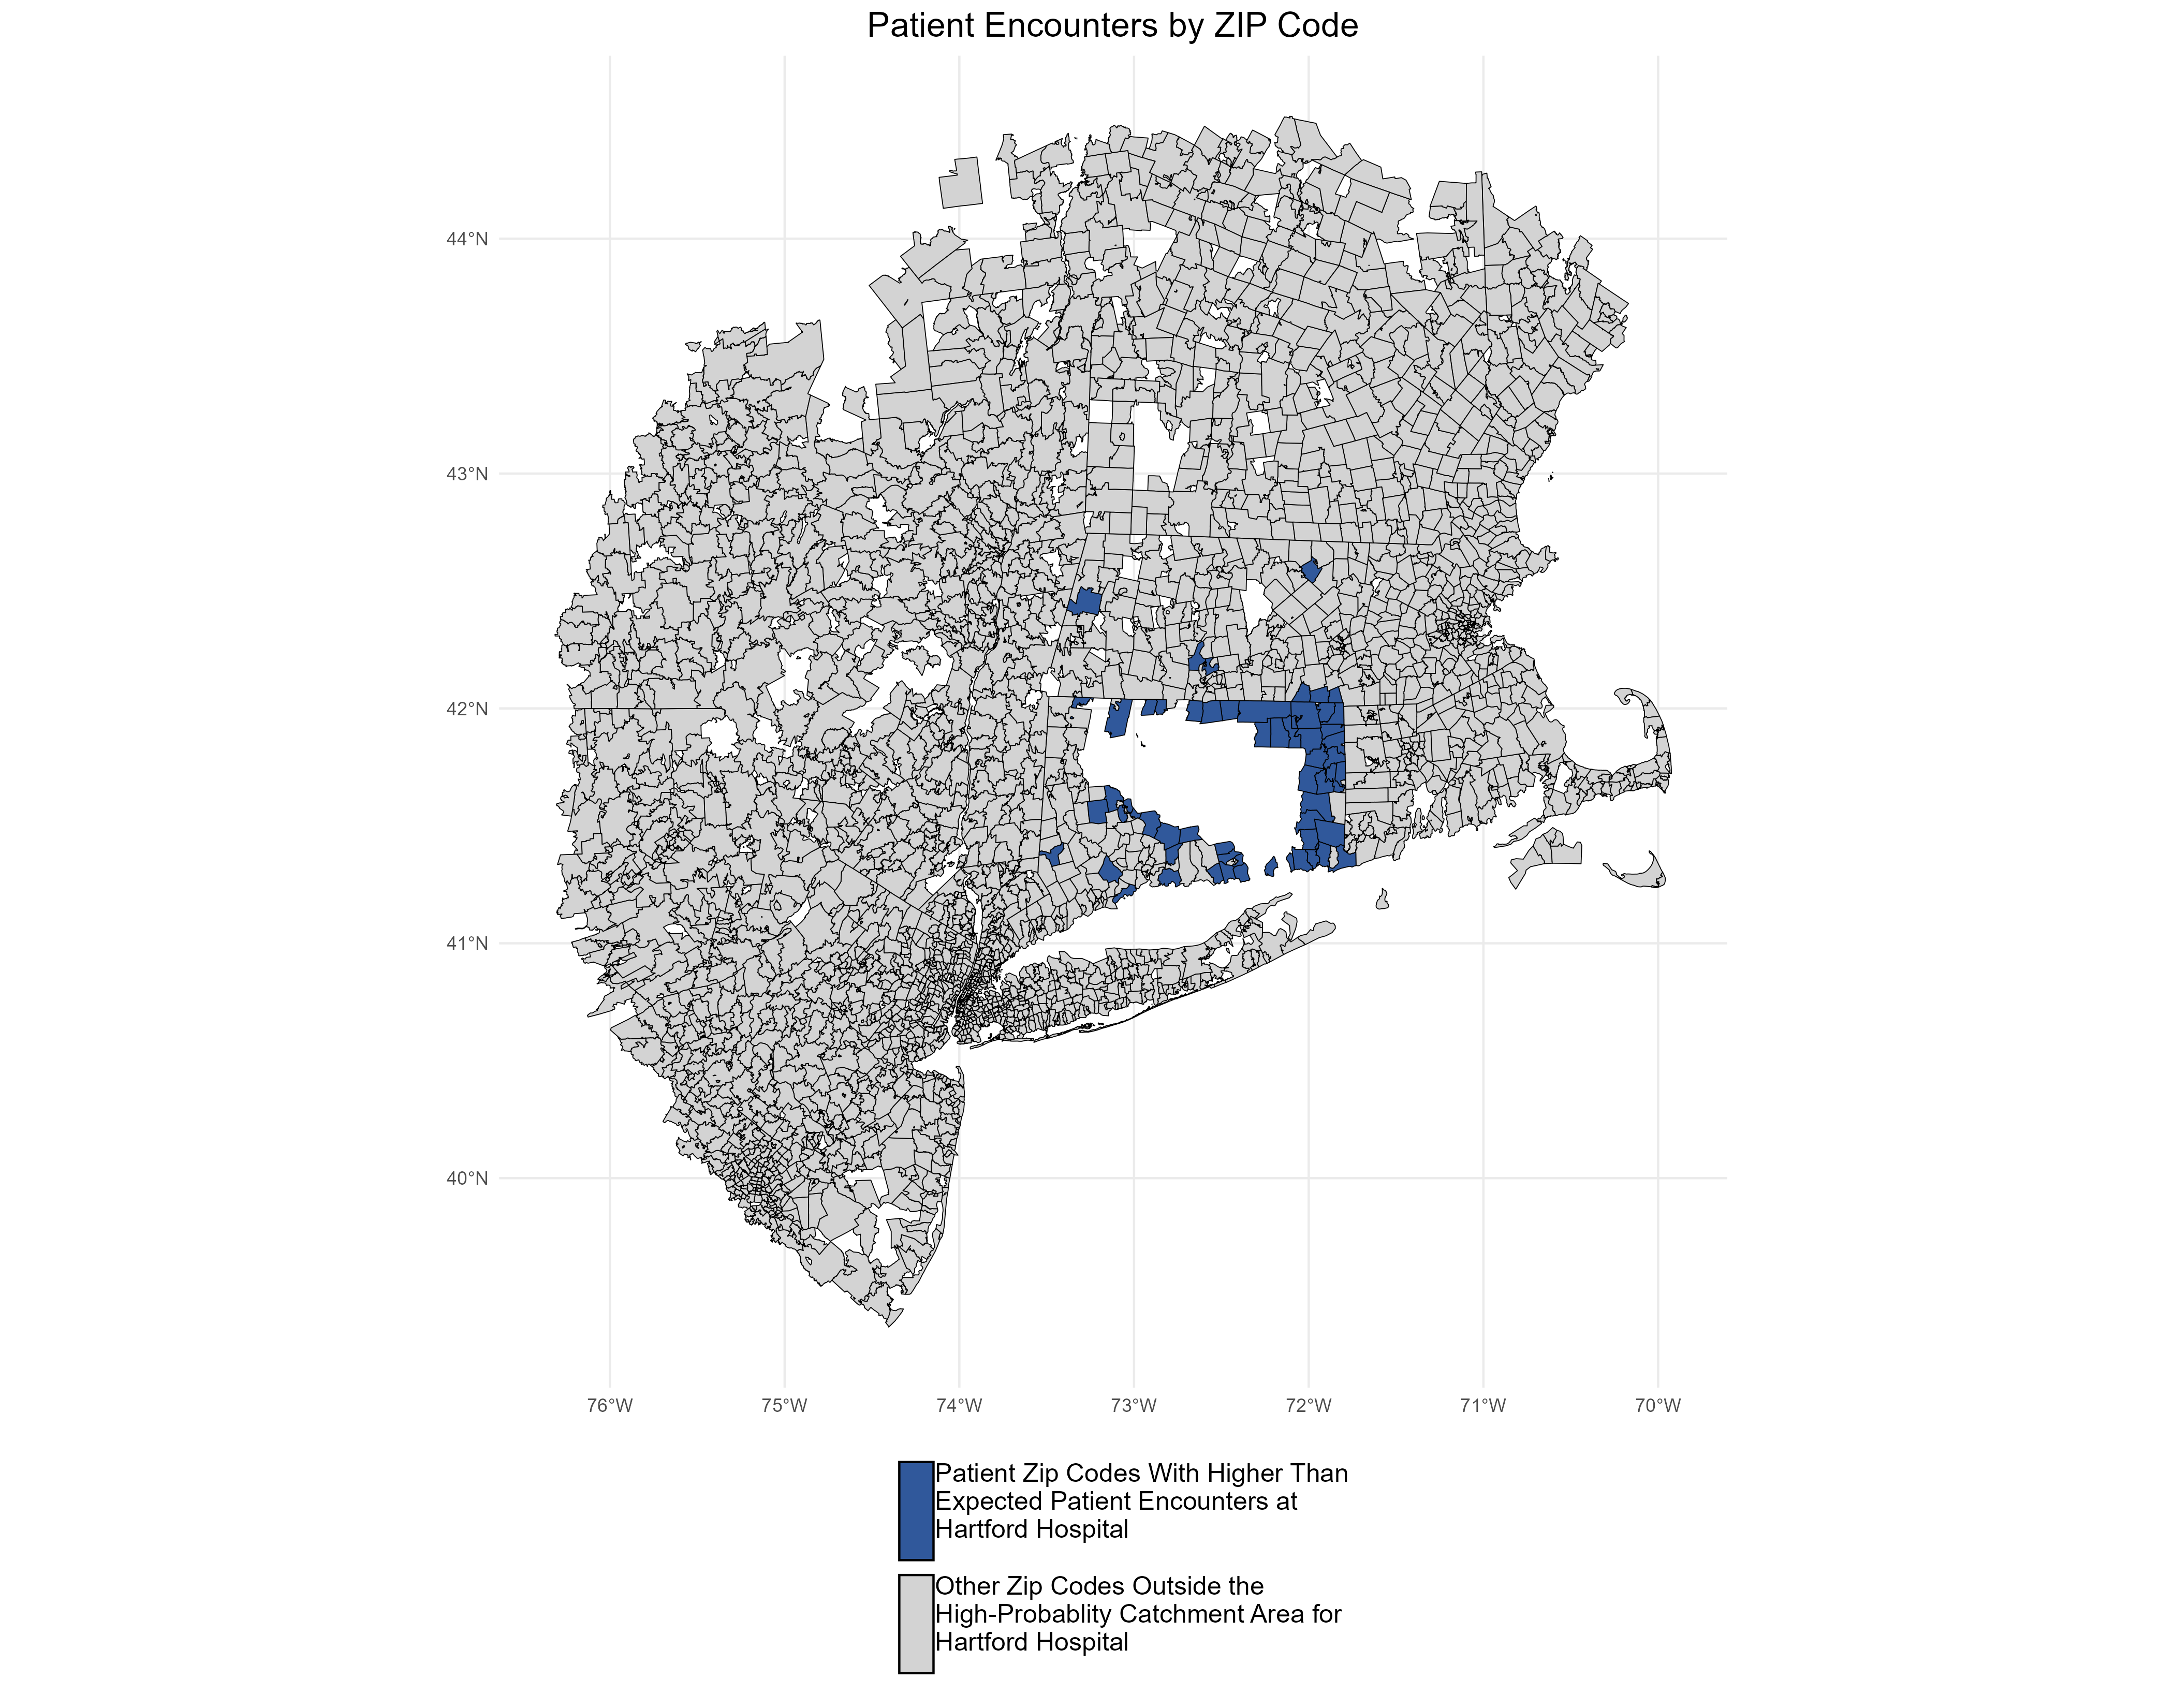 Patient Encounters by ZIP Code
44°N
43°N
42°N
41°N
40°N
76°W
75°W
74°W
73°W
72°W
71°W
70°W
Patient Zip Codes With Higher Than
Expected Patient Encounters at
Hartford Hospital
Other Zip Codes Outside the
High-Probablity Catchment Area for
Hartford Hospital